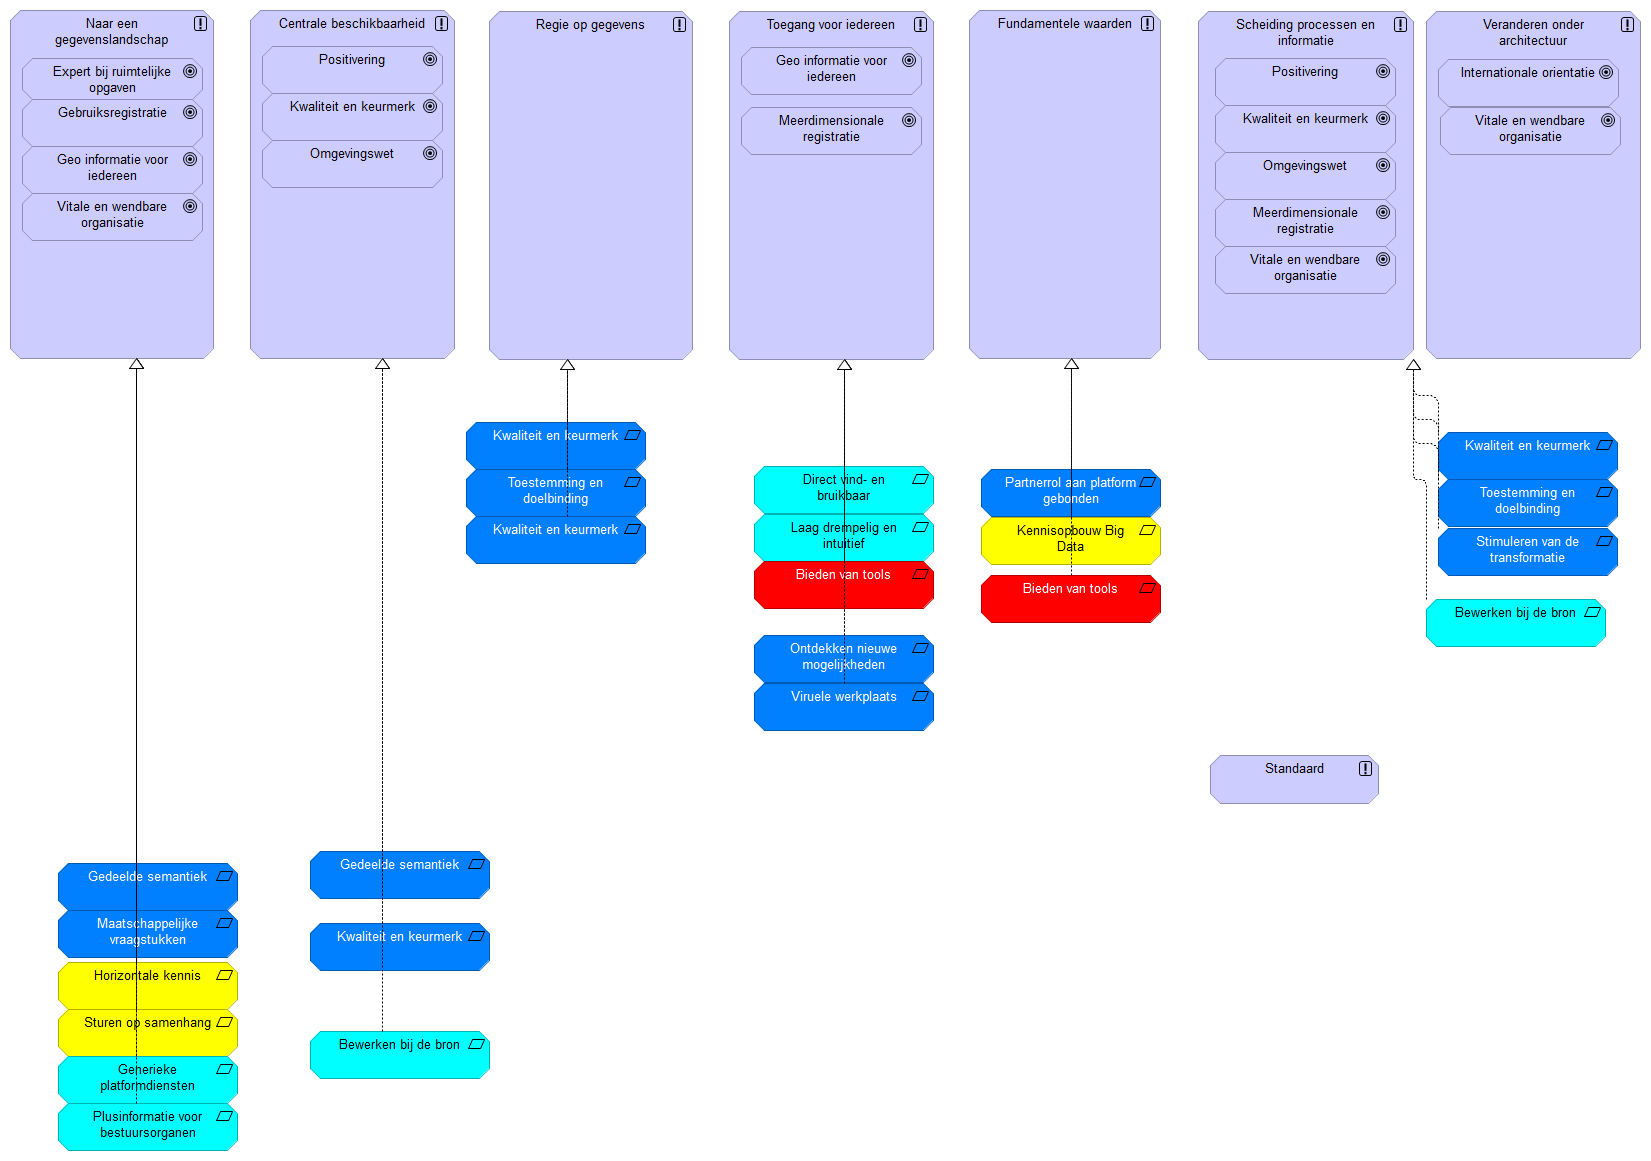 Naar een
gegevenslandschap
Expert bij ruimtelijke
opgaven
Gebruiksregistratie
Geo informatie voor
iedereen
Vitale en wendbare
organisatie
Centrale beschikbaarheid
Positivering
Kwaliteit en keurmerk
Omgevingswet
Regie op gegevens
Toegang voor iedereen
Geo informatie voor
iedereen
Meerdimensionale
registratie
Fundamentele waarden
Scheiding processen en
informatie
Positivering
Kwaliteit en keurmerk
Omgevingswet
Meerdimensionale
registratie
Vitale en wendbare
organisatie
Veranderen onder
architectuur
Internationale orientatie
Vitale en wendbare
organisatie
Kwaliteit en keurmerk
Toestemming en
doelbinding
Kwaliteit en keurmerk
Direct vind- en
bruikbaar
Laag drempelig en
intuitief
Bieden van tools
Ontdekken nieuwe
mogelijkheden
Viruele werkplaats
Partnerrol aan platform
gebonden
Kennisopbouw Big
Data
Bieden van tools
Kwaliteit en keurmerk
Toestemming en
doelbinding
Stimuleren van de
transformatie
Bewerken bij de bron
Standaard
Gedeelde semantiek
Maatschappelijke
vraagstukken
Horizontale kennis
Sturen op samenhang
Generieke
platformdiensten
Plusinformatie voor
bestuursorganen
Gedeelde semantiek
Kwaliteit en keurmerk
Bewerken bij de bron